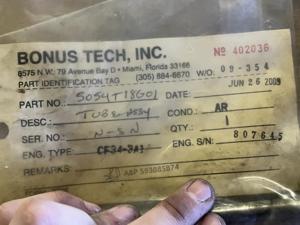 BONUS TECH, INC. No 402036
8575 N.W. 79 Avenue Bay D • Miami, Florida 33166
PART IDENTIFICATION TAG (305) 884-6670 W/O: 09-354
PART NO.: 5054T18G01 DATE: JUN 26 2009
DESC.: TUBE ASSY COND: AR
SER. NO.: N-SN QTY.: 1
ENG. TYPE: CF34-3A1 ENG. S/N: 807645
REMARKS: